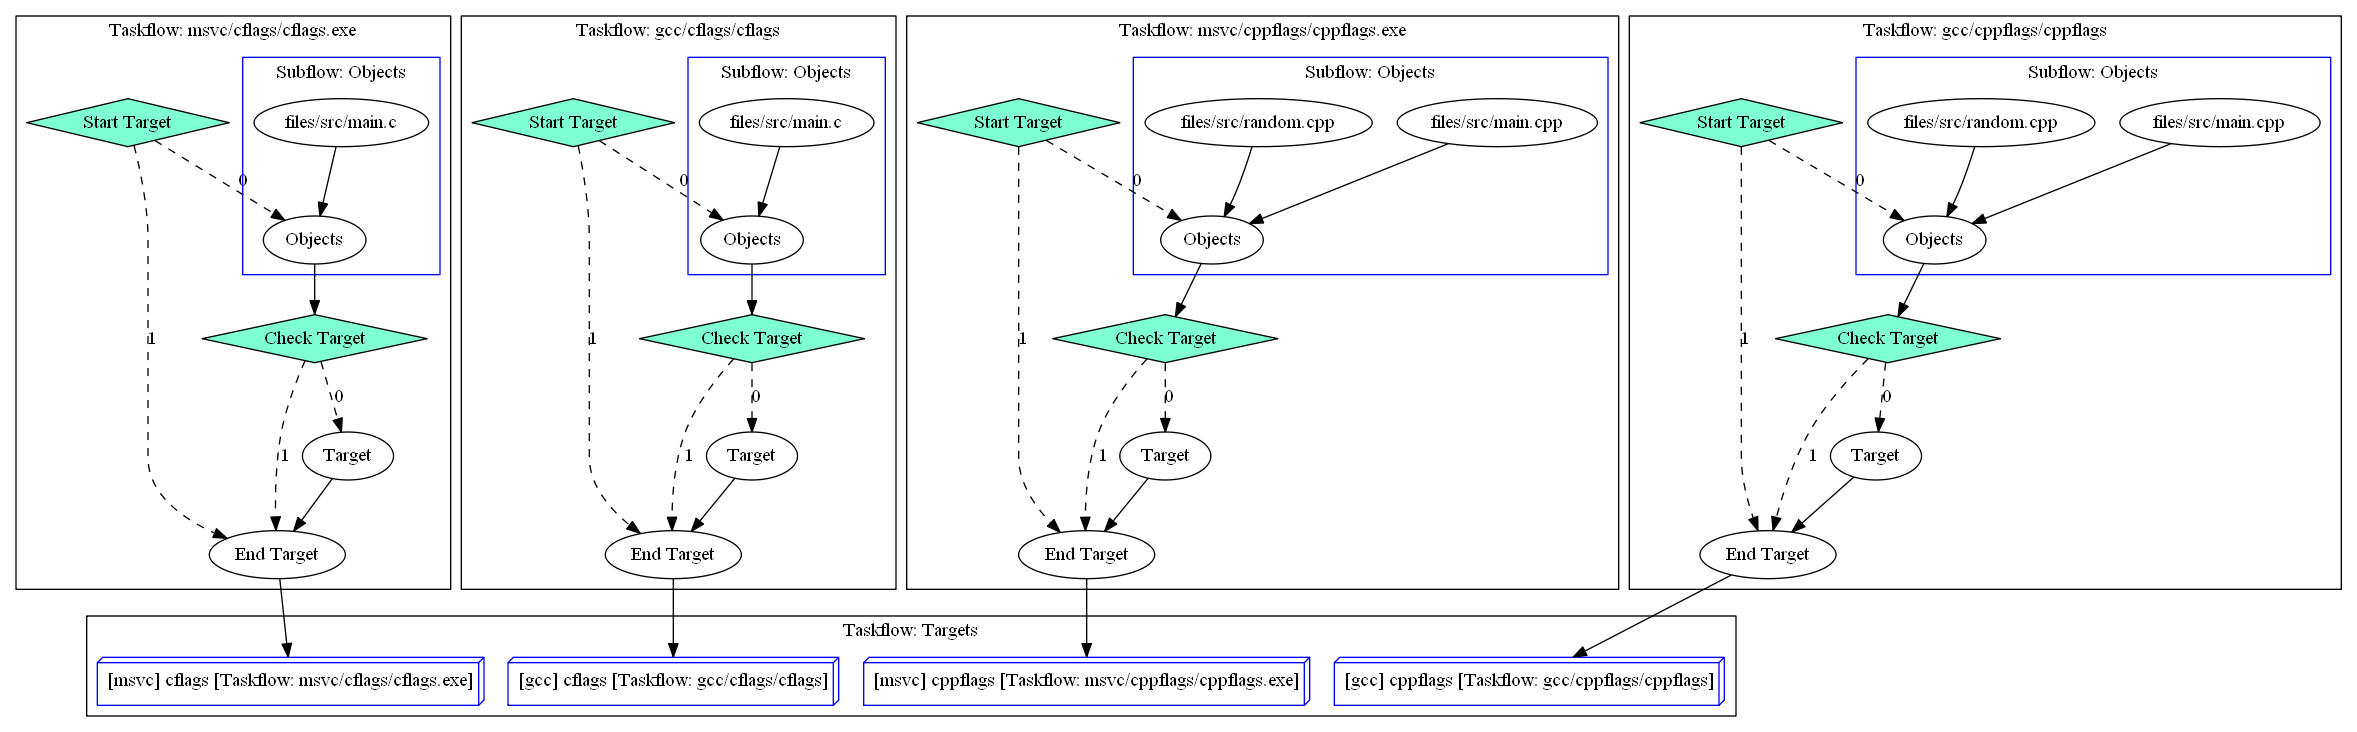 Taskflow: msvc/cflags/cflags.exe
Subflow: Objects
Start Target
files/src/main.c
0
Objects
1
Check Target
0
1
Target
End Target
Taskflow: gcc/cflags/cflags
Subflow: Objects
Start Target
files/src/main.c
0
Objects
1
Check Target
0
1
Target
End Target
Taskflow: msvc/cppflags/cppflags.exe
Subflow: Objects
Start Target
files/src/random.cpp
files/src/main.cpp
0
Objects
1
Check Target
0
1
Target
End Target
Taskflow: gcc/cppflags/cppflags
Subflow: Objects
Start Target
files/src/random.cpp
files/src/main.cpp
0
Objects
1
Check Target
0
1
Target
End Target
Taskflow: Targets
[msvc] cflags [Taskflow: msvc/cflags/cflags.exe]
[gcc] cflags [Taskflow: gcc/cflags/cflags]
[msvc] cppflags [Taskflow: msvc/cppflags/cppflags.exe]
[gcc] cppflags [Taskflow: gcc/cppflags/cppflags]